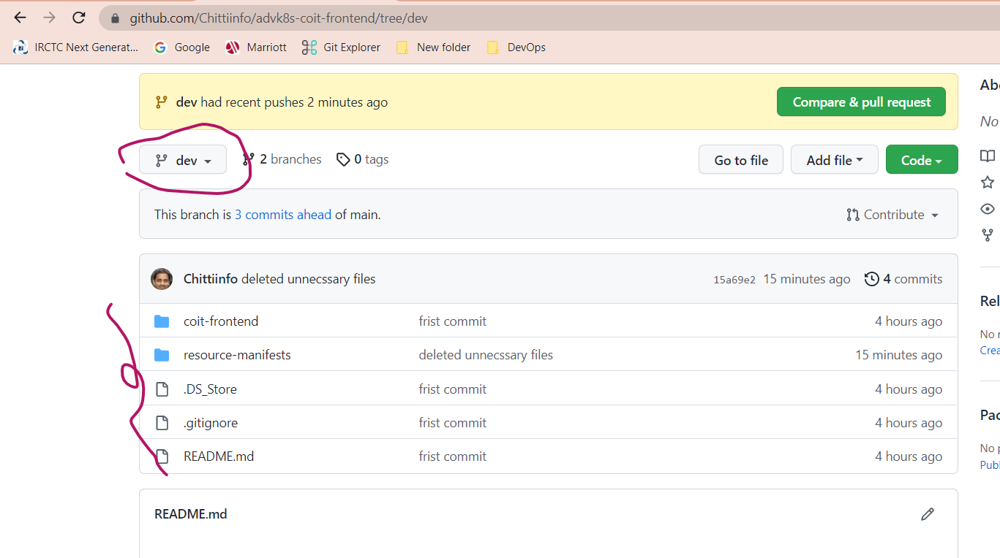 github.com/Chittiinfo/advk8s-coit-frontend/tree/dev
IRCTC Next Generat... Google Marriott Git Explorer New folder DevOps
dev had recent pushes 2 minutes ago Compare & pull request
dev 2 branches 0 tags Go to file Add file Code
This branch is 3 commits ahead of main. Contribute
Chittiinfo deleted unnecssary files 15a69e2 15 minutes ago 4 commits
coit-frontend frist commit 4 hours ago
resource-manifests deleted unnecssary files 15 minutes ago
.DS_Store frist commit 4 hours ago
.gitignore frist commit 4 hours ago
README.md frist commit 4 hours ago
README.md
Abo
No
Rel
No r
Crea
Pac
No p
Publ